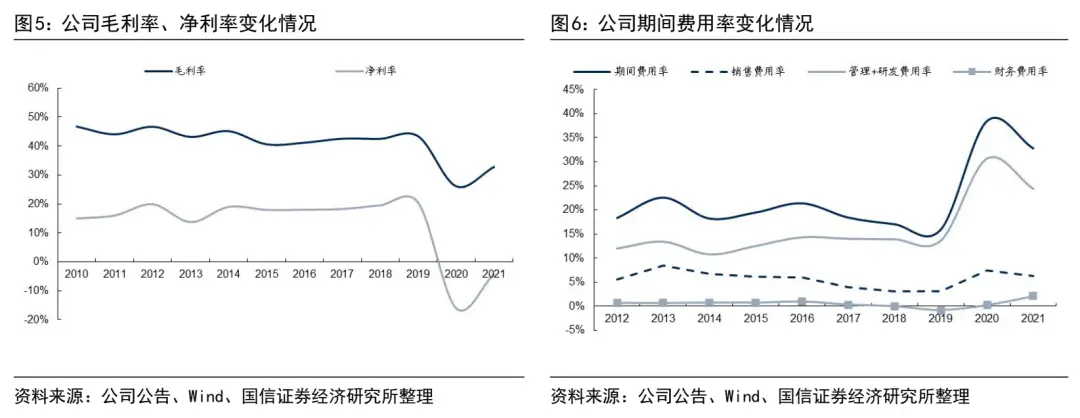 图5：公司毛利率、净利率变化情况
毛利率 净利率
60%
50%
40%
30%
20%
10%
0%
-10%
-20%
2010 2011 2012 2013 2014 2015 2016 2017 2018 2019 2020 2021
资料来源：公司公告、Wind、国信证券经济研究所整理
图6：公司期间费用率变化情况
期间费用率 销售费用率 管理+研发费用率 财务费用率
45%
40%
35%
30%
25%
20%
15%
10%
5%
0%
-5%
2012 2013 2014 2015 2016 2017 2018 2019 2020 2021
资料来源：公司公告、Wind、国信证券经济研究所整理